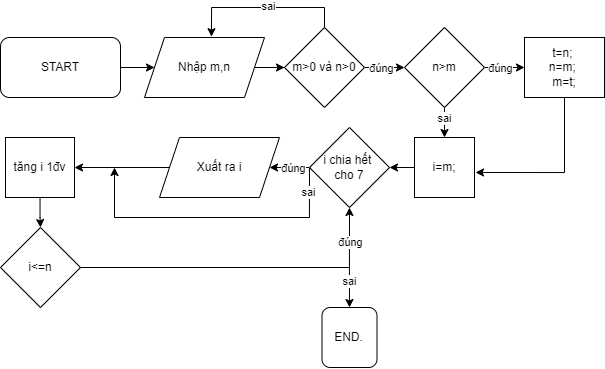 sai
START
Nhập m,n
m>0 và n>0
đúng
n>m
đúng
t=n;
n=m;
m=t;
sai
tăng i 1đv
Xuất ra i
đúng
i chia hết
cho 7
i=m;
sai
đúng
i<=n
sai
END.